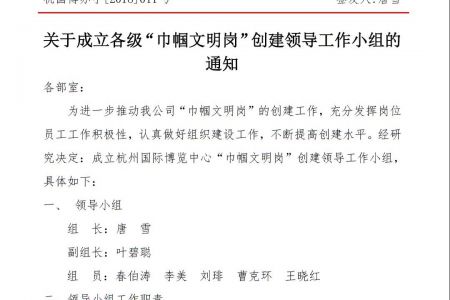 [2018]011号
签发人:唐雪
关于成立各级“巾帼文明岗”创建领导工作小组的
通知
各部室：
为进一步推动我公司“巾帼文明岗”的创建工作，充分发挥岗位
员工工作积极性，认真做好组织建设工作，不断提高创建水平。经研
究决定：成立杭州国际博览中心“巾帼文明岗”创建领导工作小组，
具体如下：
一、 领导小组
组 长：唐 雪
副组长：叶碧聪
组 员：春伯涛 李美 刘琲 曹克环 王晓红
二、领导小组工作职责